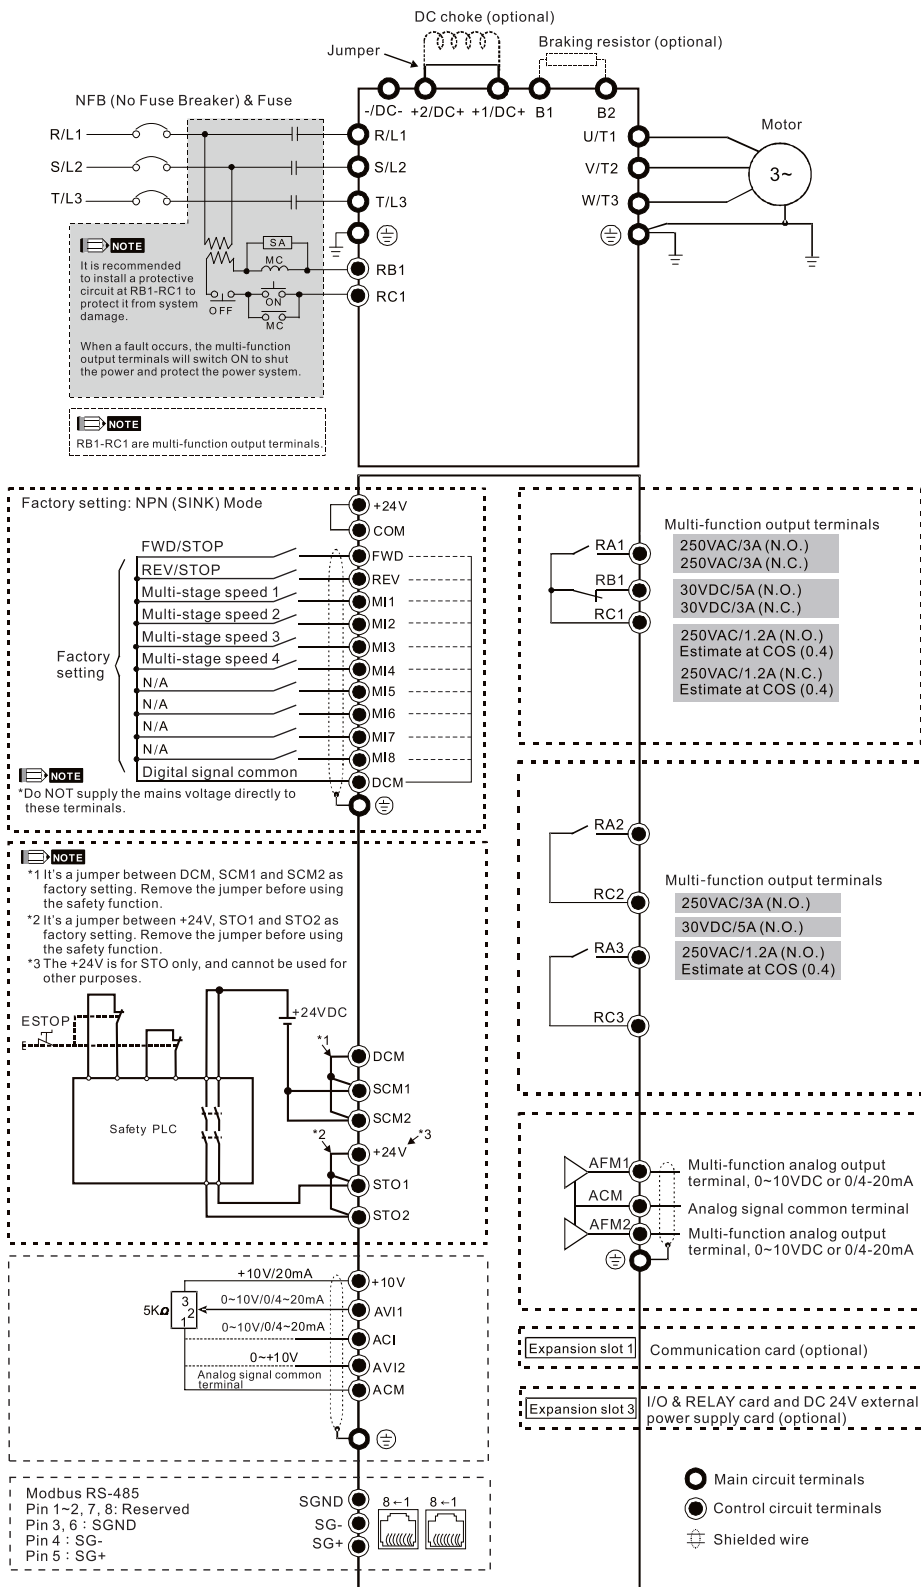 DC choke (optional)
Jumper
Braking resistor (optional)
NFB (No Fuse Breaker) & Fuse
-/DC-
+2/DC+
+1/DC+
B1
B2
R/L1
R/L1
U/T1
Motor
S/L2
S/L2
V/T2
3~
T/L3
T/L3
W/T3
NOTE
It is recommended
to install a protective
circuit at RB1-RC1 to
protect it from system
damage.
When a fault occurs, the multi-function
output terminals will switch ON to shut
the power and protect the power system.
SA
MC
RB1
OFF
ON
MC
RC1
NOTE
RB1-RC1 are multi-function output terminals.
Factory setting: NPN (SINK) Mode
+24V
COM
FWD/STOP
FWD
REV/STOP
REV
Multi-stage speed 1
MI1
Multi-stage speed 2
MI2
Multi-stage speed 3
MI3
Multi-stage speed 4
MI4
Factory
setting
N/A
MI5
N/A
MI6
N/A
MI7
N/A
MI8
Digital signal common
DCM
NOTE
*Do NOT supply the mains voltage directly to
these terminals.
RA1
RB1
RC1
Multi-function output terminals
250VAC/3A (N.O.)
250VAC/3A (N.C.)
30VDC/5A (N.O.)
30VDC/3A (N.C.)
250VAC/1.2A (N.O.)
Estimate at COS (0.4)
250VAC/1.2A (N.C.)
Estimate at COS (0.4)
RA2
RC2
RA3
RC3
Multi-function output terminals
250VAC/3A (N.O.)
30VDC/5A (N.O.)
250VAC/1.2A (N.O.)
Estimate at COS (0.4)
NOTE
*1 It's a jumper between DCM, SCM1 and SCM2 as
factory setting. Remove the jumper before using
the safety function.
*2 It's a jumper between +24V, STO1 and STO2 as
factory setting. Remove the jumper before using
the safety function.
*3 The +24V is for STO only, and cannot be used for
other purposes.
ESTOP
+24VDC
*1
DCM
SCM1
SCM2
Safety PLC
*2
*3
+24V
STO1
STO2
AFM1
Multi-function analog output
terminal, 0~10VDC or 0/4-20mA
ACM
Analog signal common terminal
AFM2
Multi-function analog output
terminal, 0~10VDC or 0/4-20mA
+10V/20mA
+10V
5KΩ
3
2
1
0~10V/0/4~20mA
AVI1
0~10V/0/4~20mA
ACI
0~+10V
AVI2
Analog signal common
terminal
ACM
Expansion slot 1
Communication card (optional)
Expansion slot 3
I/O & RELAY card and DC 24V external
power supply card (optional)
Modbus RS-485
Pin 1~2, 7, 8: Reserved
Pin 3, 6 : SGND
Pin 4 : SG-
Pin 5 : SG+
SGND
SG-
SG+
8←1
8←1
Main circuit terminals
Control circuit terminals
Shielded wire